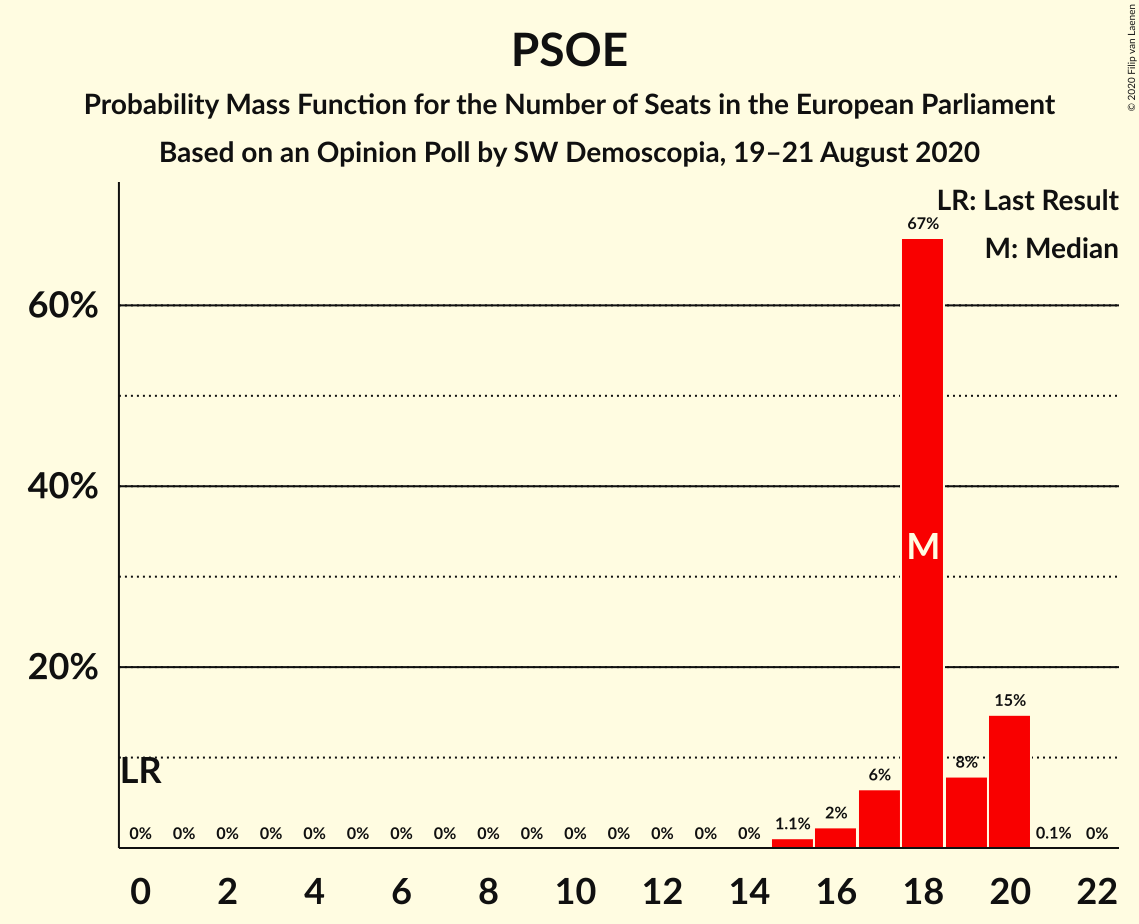 PSOE
Probability Mass Function for the Number of Seats in the European Parliament
Based on an Opinion Poll by SW Demoscopia, 19–21 August 2020
© 2020 Filip van Laenen
LR: Last Result
M: Median
67%
60%
40%
M
20%
15%
8%
6%
LR
2%
1.1%
0% 0% 0% 0% 0% 0% 0% 0% 0% 0% 0% 0% 0% 0% 0% 0.1% 0%
0 2 4 6 8 10 12 14 16 18 20 22